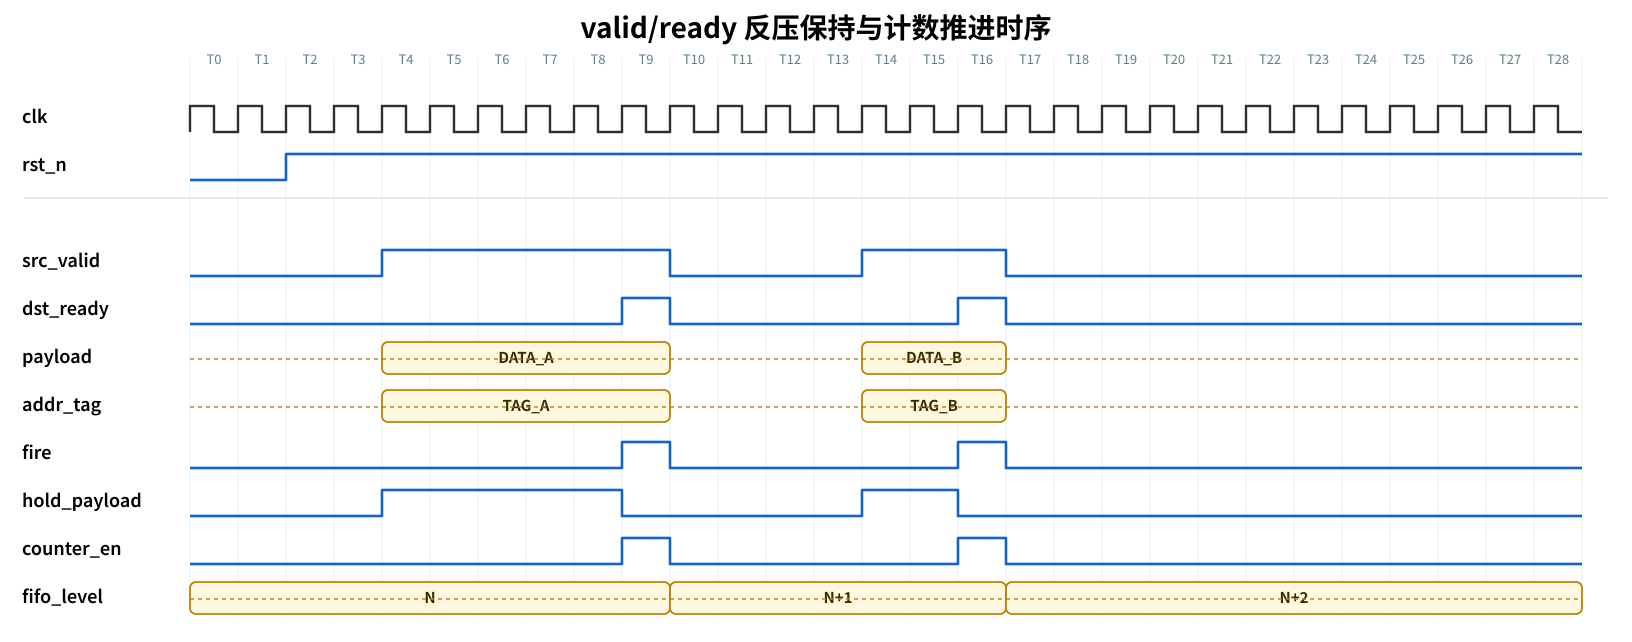 valid/ready 反压保持与计数推进时序
T0 T1 T2 T3 T4 T5 T6 T7 T8 T9 T10 T11 T12 T13 T14 T15 T16 T17 T18 T19 T20 T21 T22 T23 T24 T25 T26 T27 T28
clk
rst_n
src_valid
dst_ready
payload DATA_A DATA_B
addr_tag TAG_A TAG_B
fire
hold_payload
counter_en
fifo_level N N+1 N+2